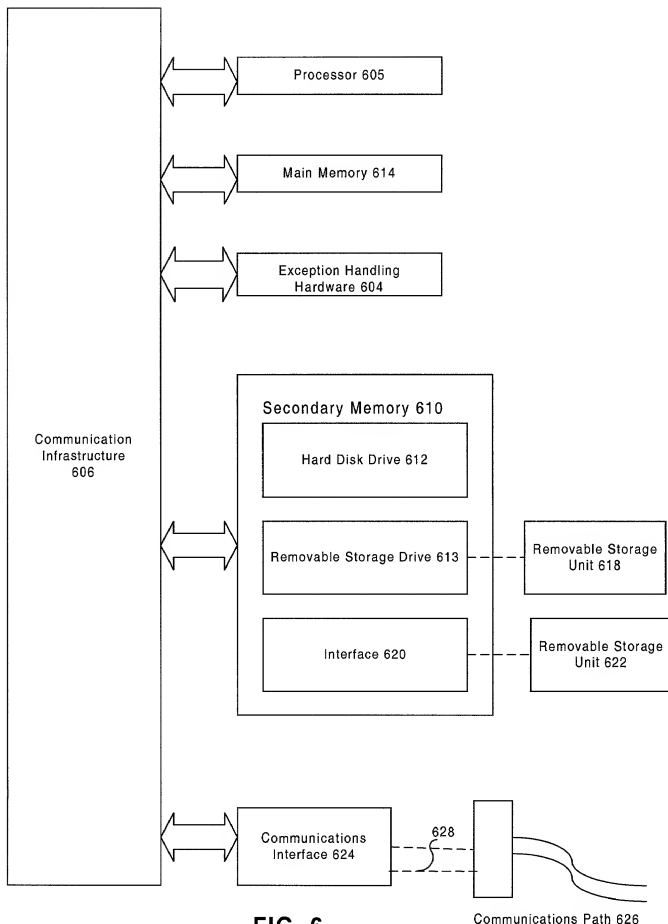 Processor 605
Main Memory 614
Exception Handling
Hardware 604
Secondary Memory 610
Communication
Infrastructure
606
Hard Disk Drive 612
Removable Storage Drive 613
Removable Storage
Unit 618
Interface 620
Removable Storage
Unit 622
Communications
Interface 624
628
Communications Path 626
FIG. 6